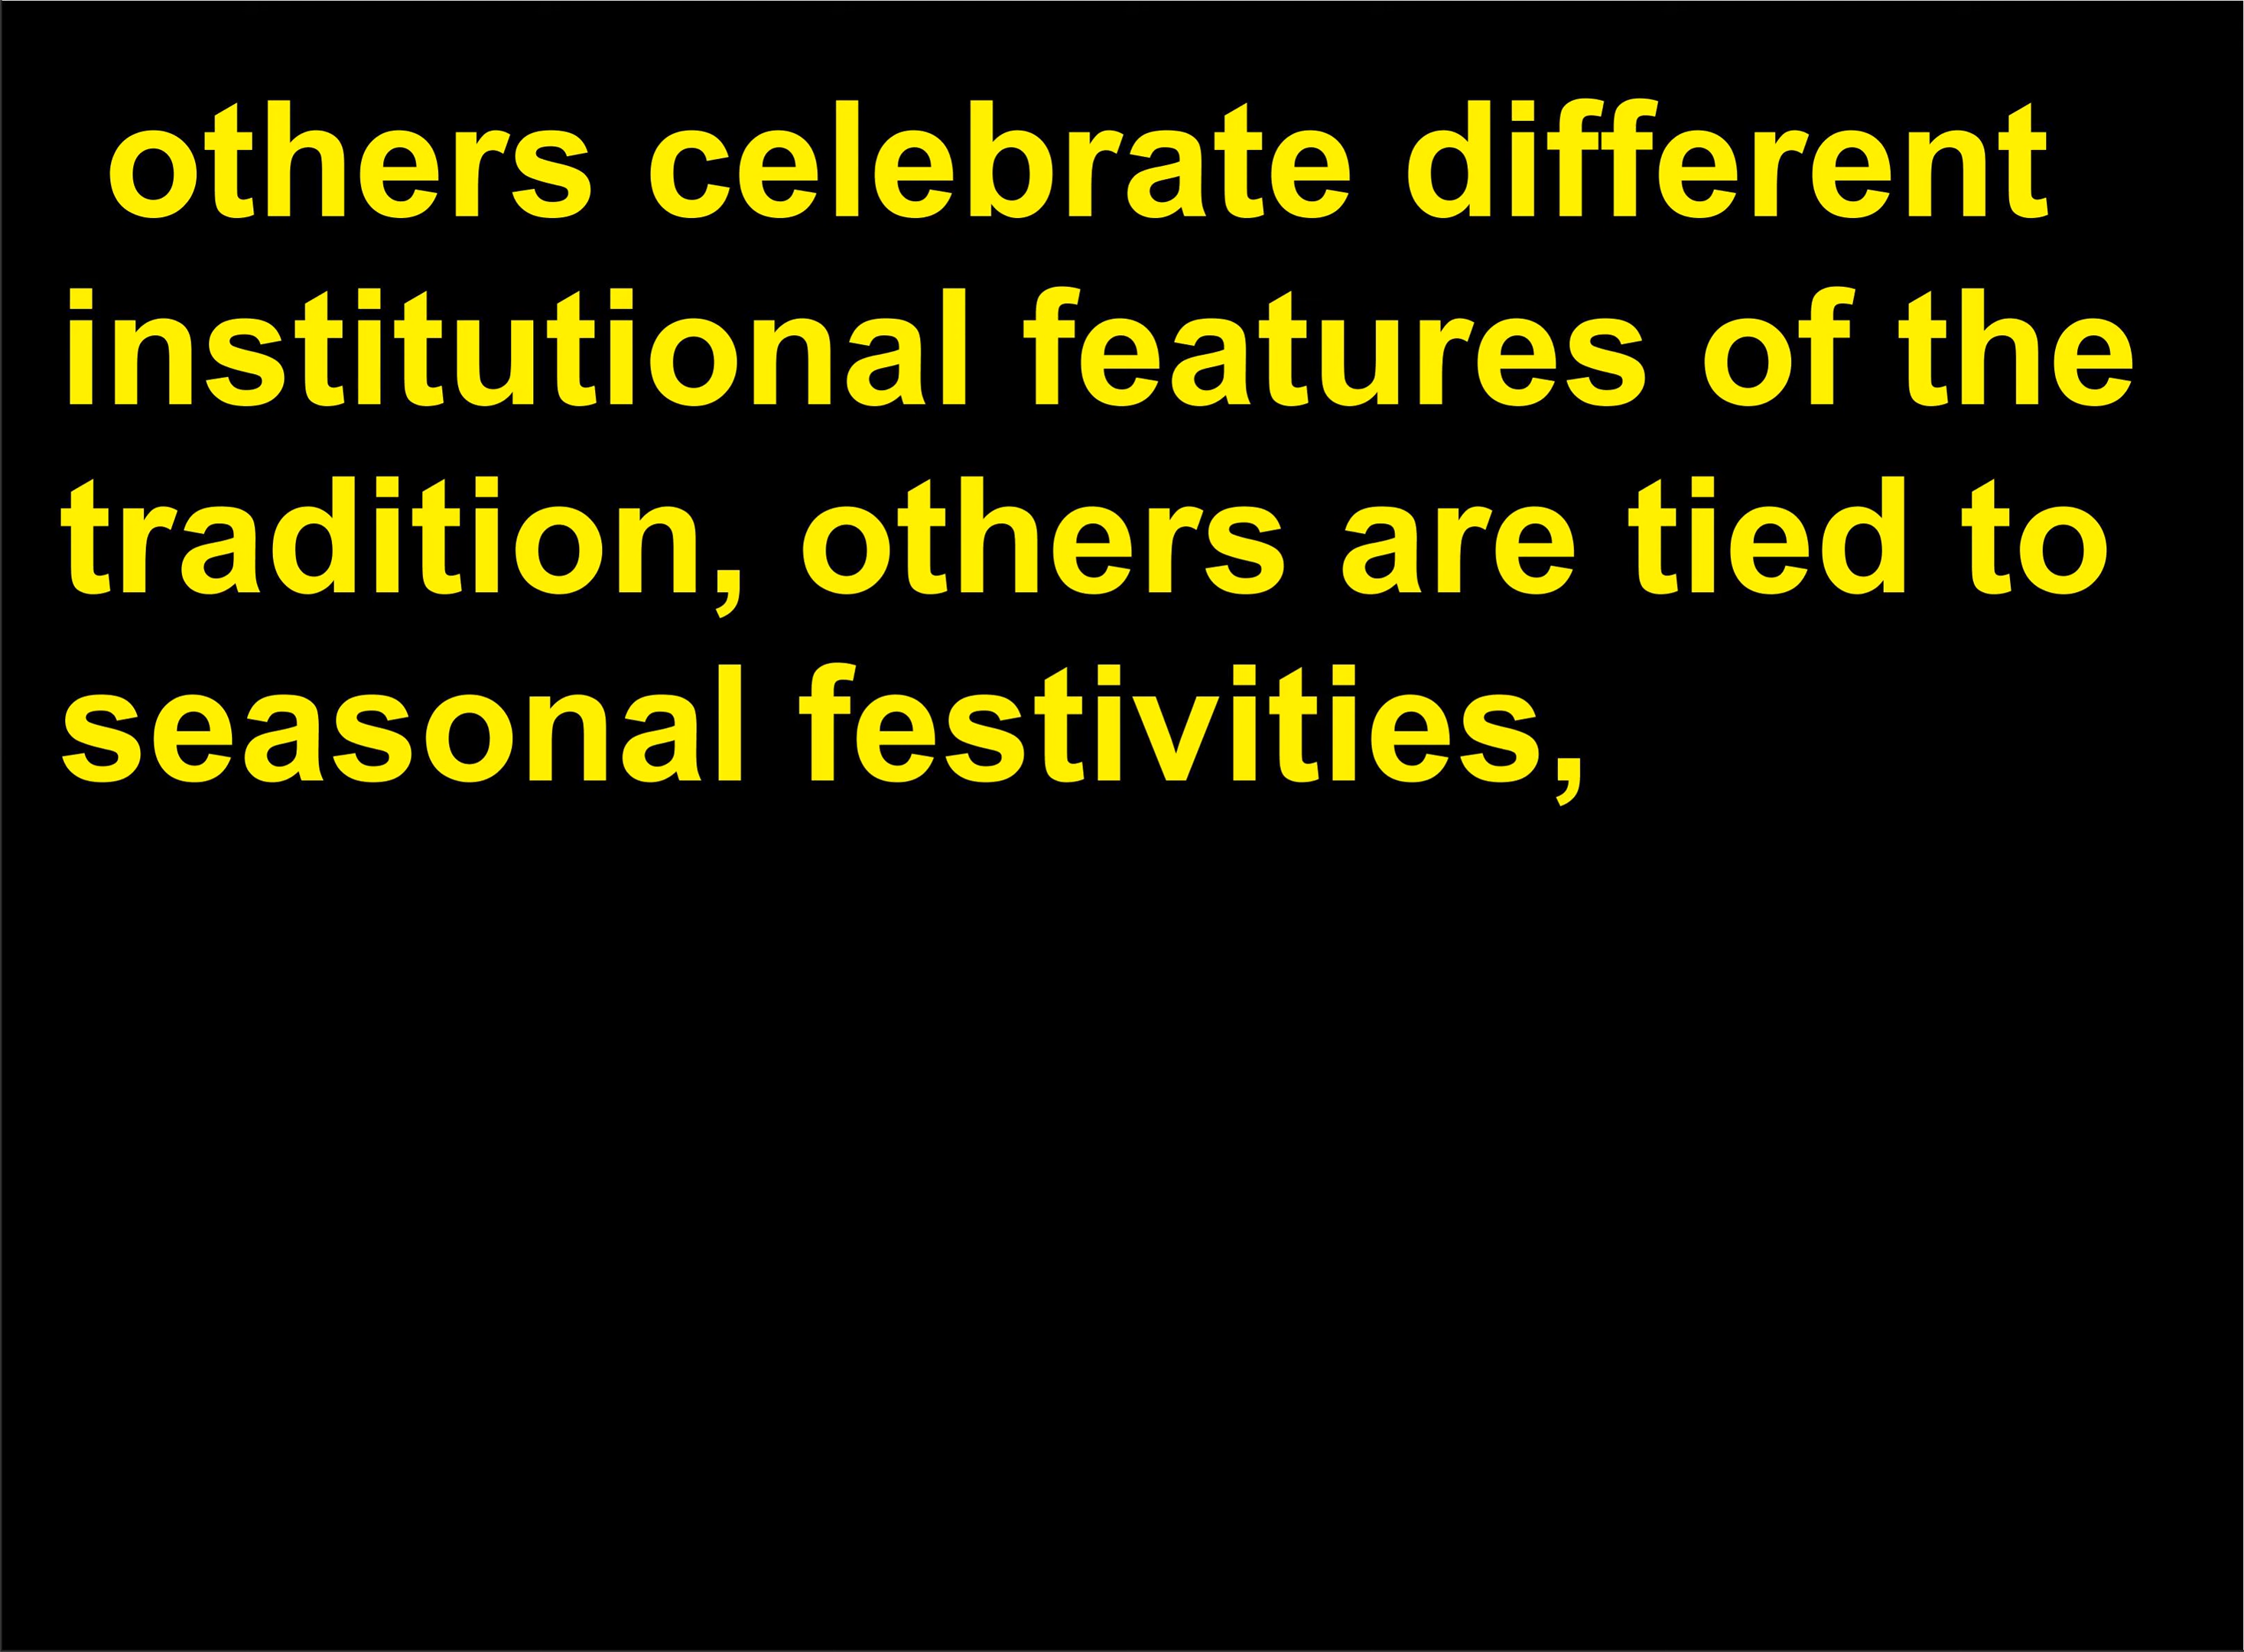 others celebrate different
institutional features of the
tradition, others are tied to
seasonal festivities,